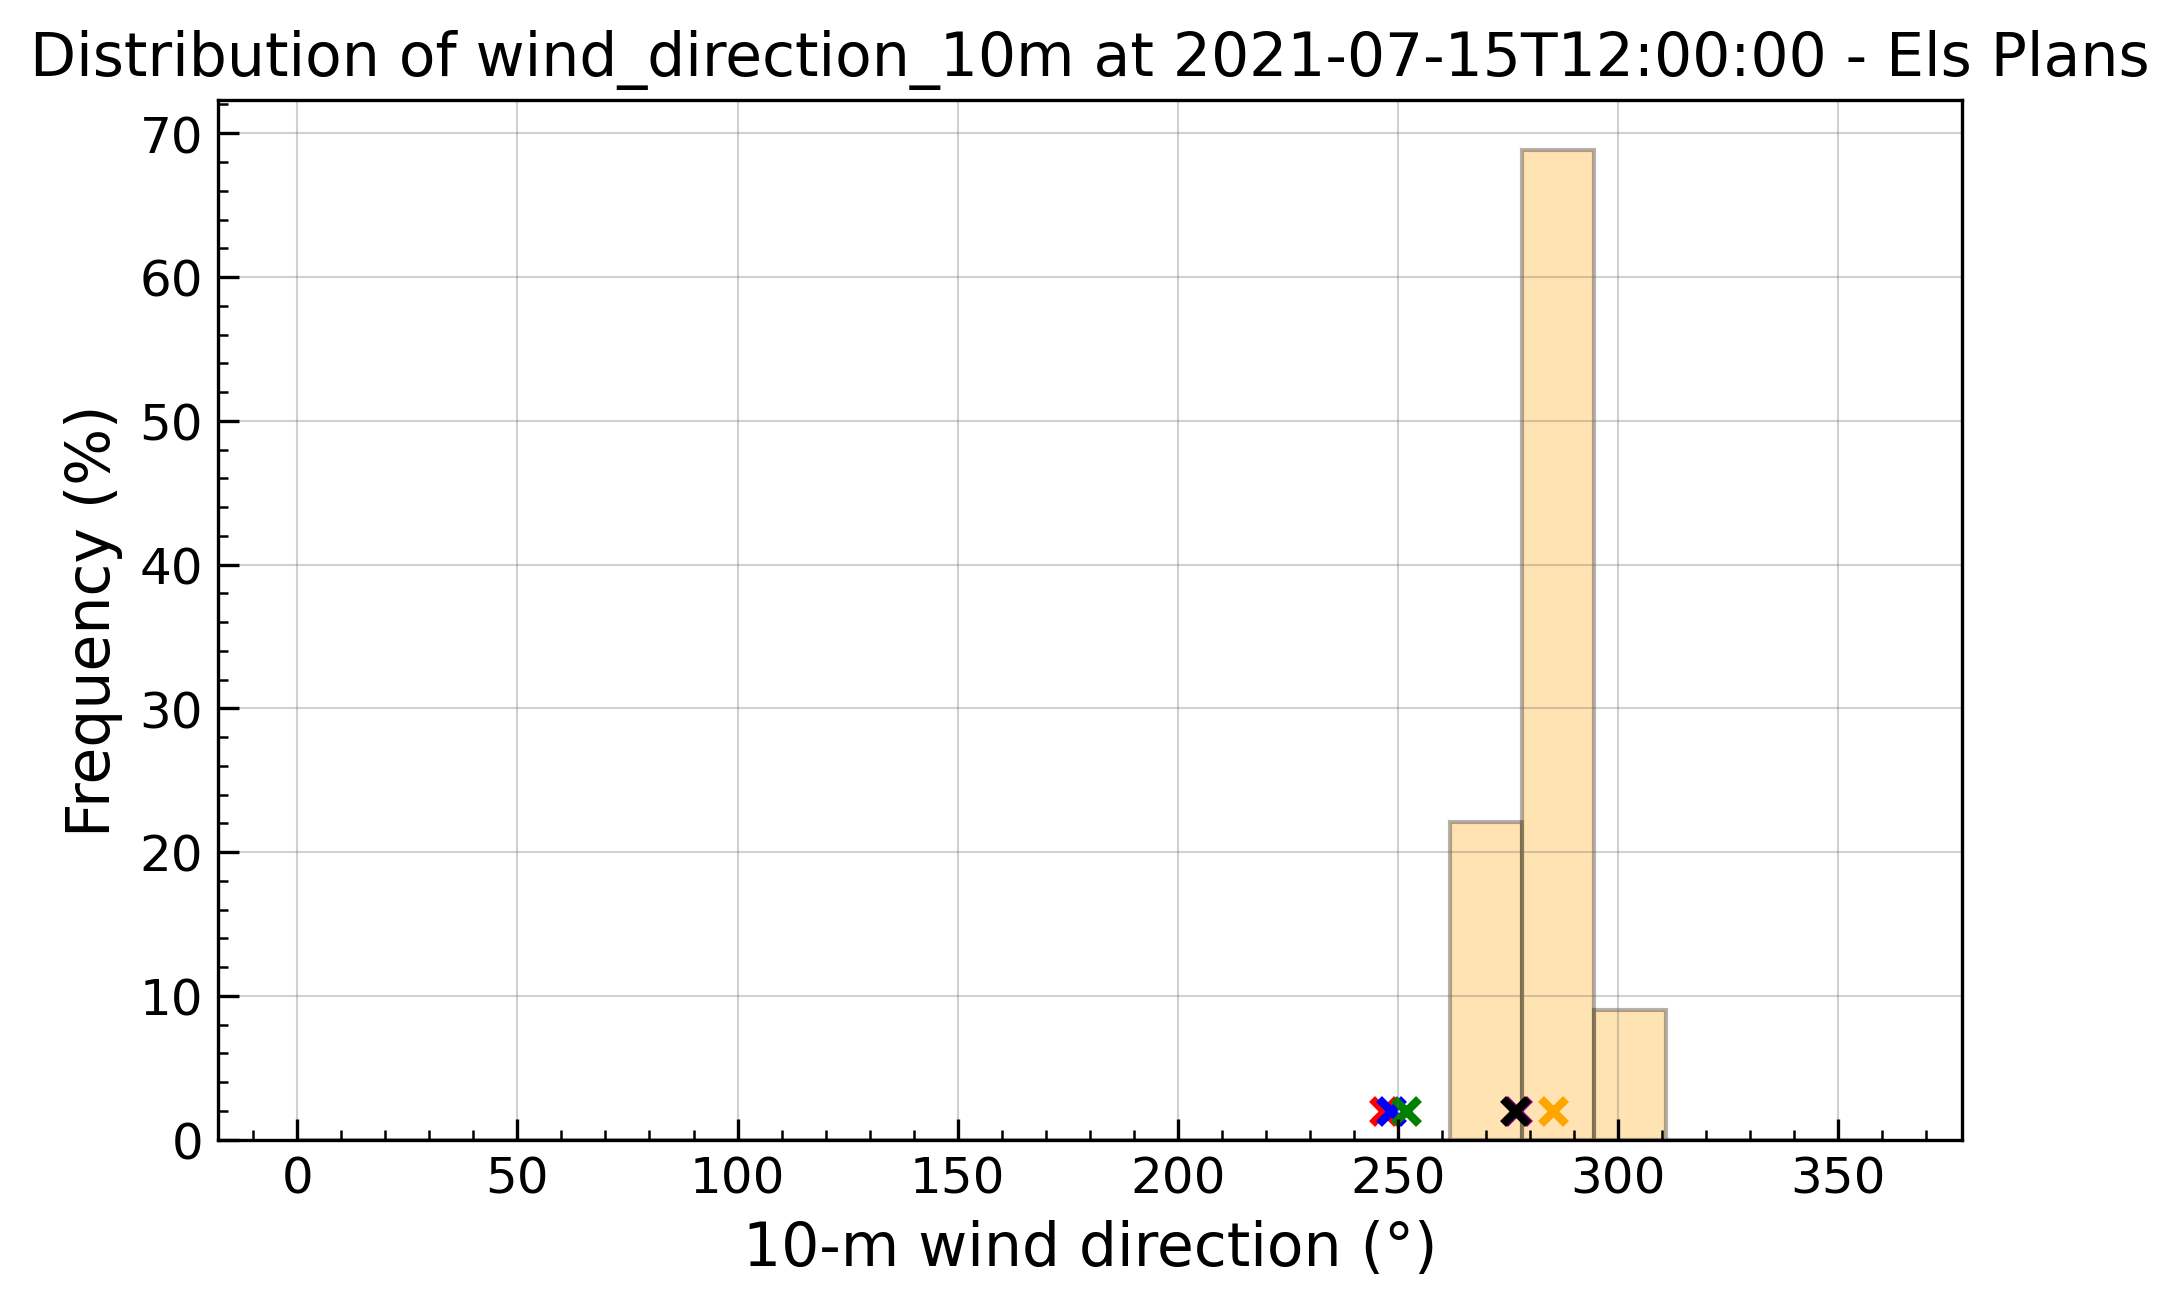 Distribution of wind_direction_10m at 2021-07-15T12:00:00 - Els Plans
70
60
50
40
30
20
10
0
Frequency (%)
0 50 100 150 200 250 300 350
10-m wind direction (°)